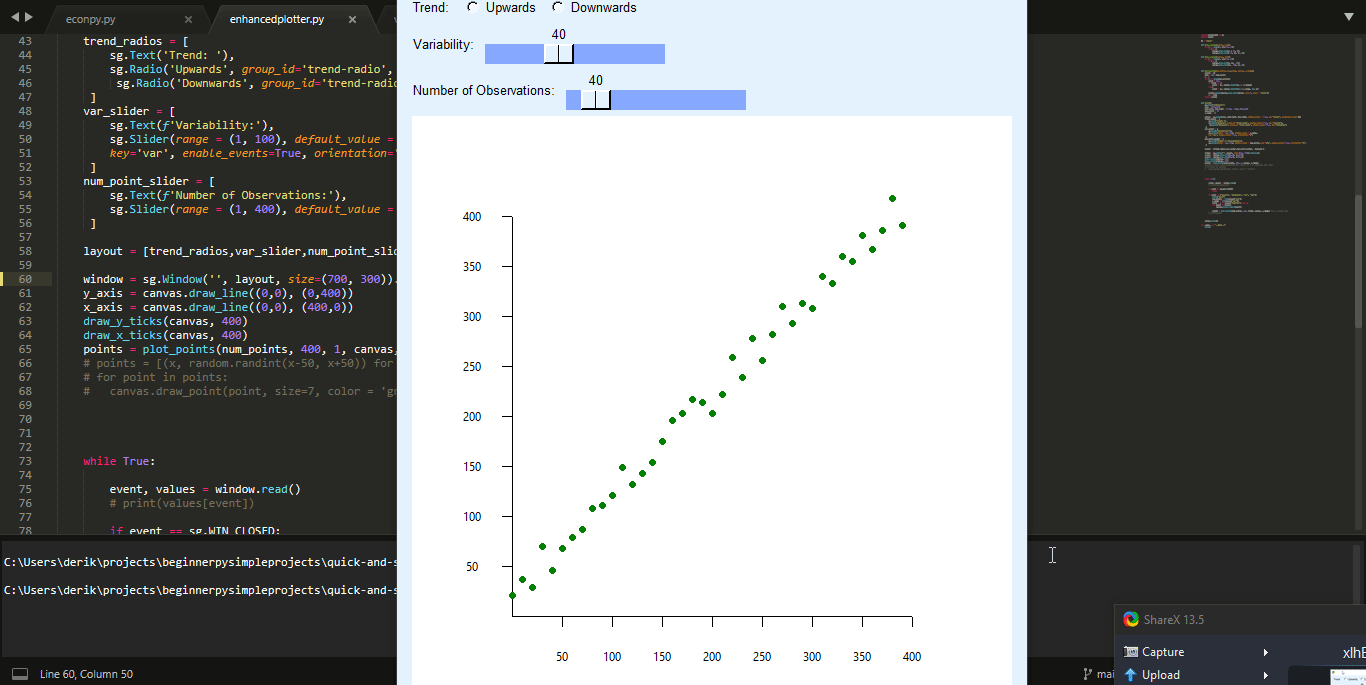 econpy.py × enhancedplotter.py ×
43 trend_radios = [
44 sg.Text('Trend: '),
45 sg.Radio('Upwards', group_id='trend-radio',
46 sg.Radio('Downwards', group_id='trend-radio
47 ]
48 var_slider = [
49 sg.Text(f'Variability:'),
50 sg.Slider(range = (1, 100), default_value =
51 key='var', enable_events=True, orientation=
52 ]
53 num_point_slider = [
54 sg.Text(f'Number of Observations:'),
55 sg.Slider(range = (1, 400), default_value =
56 ]
57
58 layout = [trend_radios,var_slider,num_point_slid
59
60 window = sg.Window('', layout, size=(700, 300)).
61 y_axis = canvas.draw_line((0,0), (0,400))
62 x_axis = canvas.draw_line((0,0), (400,0))
63 draw_y_ticks(canvas, 400)
64 draw_x_ticks(canvas, 400)
65 points = plot_points(num_points, 400, 1, canvas,
66 # points = [(x, random.randint(x-50, x+50)) for
67 # for point in points:
68 # canvas.draw_point(point, size=7, color = 'g
69
70
71
72
73 while True:
74
75 event, values = window.read()
76 # print(values[event])
77
78 if event == sg.WIN_CLOSED:
C:\Users\derik\projects\beginnerpysimpleprojects\quick-and-s
C:\Users\derik\projects\beginnerpysimpleprojects\quick-and-s
Line 60, Column 50
Trend: Upwards Downwards
40
Variability:
40
Number of Observations:
400
350
300
250
200
150
100
50
50 100 150 200 250 300 350 400
ShareX 13.5
Capture
Upload
mai
xlhE